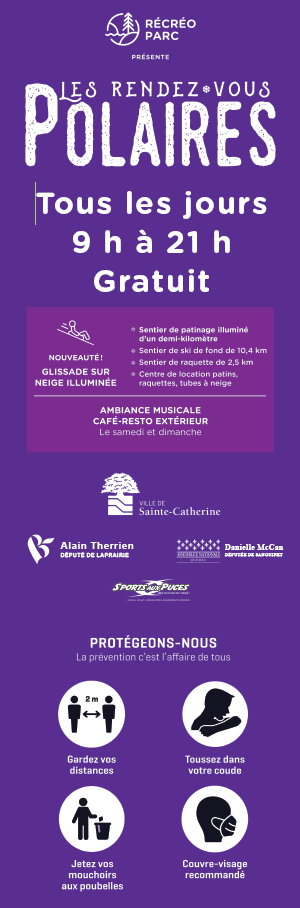 RÉCRÉO
PARC
PRÉSENTE
LES RENDEZ-VOUS
POLAIRES
Tous les jours
9 h à 21 h
Gratuit
NOUVEAUTÉ!
GLISSADE SUR
NEIGE ILLUMINÉE
Sentier de patinage illuminé
d'un demi-kilomètre
Sentier de ski de fond de 10,4 km
Sentier de raquette de 2,5 km
Centre de location patins,
raquettes, tubes à neige
AMBIANCE MUSICALE
CAFÉ-RESTO EXTÉRIEUR
Le samedi et dimanche
VILLE DE
Sainte-Catherine
Alain Therrien
DÉPUTÉ DE LAPRAIRIE
ASSEMBLÉE NATIONALE
QUÉBEC
Danielle McCan
DÉPUTÉE DE SANGUINET
SPORTS AUX PUCES
PROTÉGEONS-NOUS
La prévention c'est l'affaire de tous
2 m
Gardez vos
distances
Toussez dans
votre coude
Jetez vos
mouchoirs
aux poubelles
Couvre-visage
recommandé